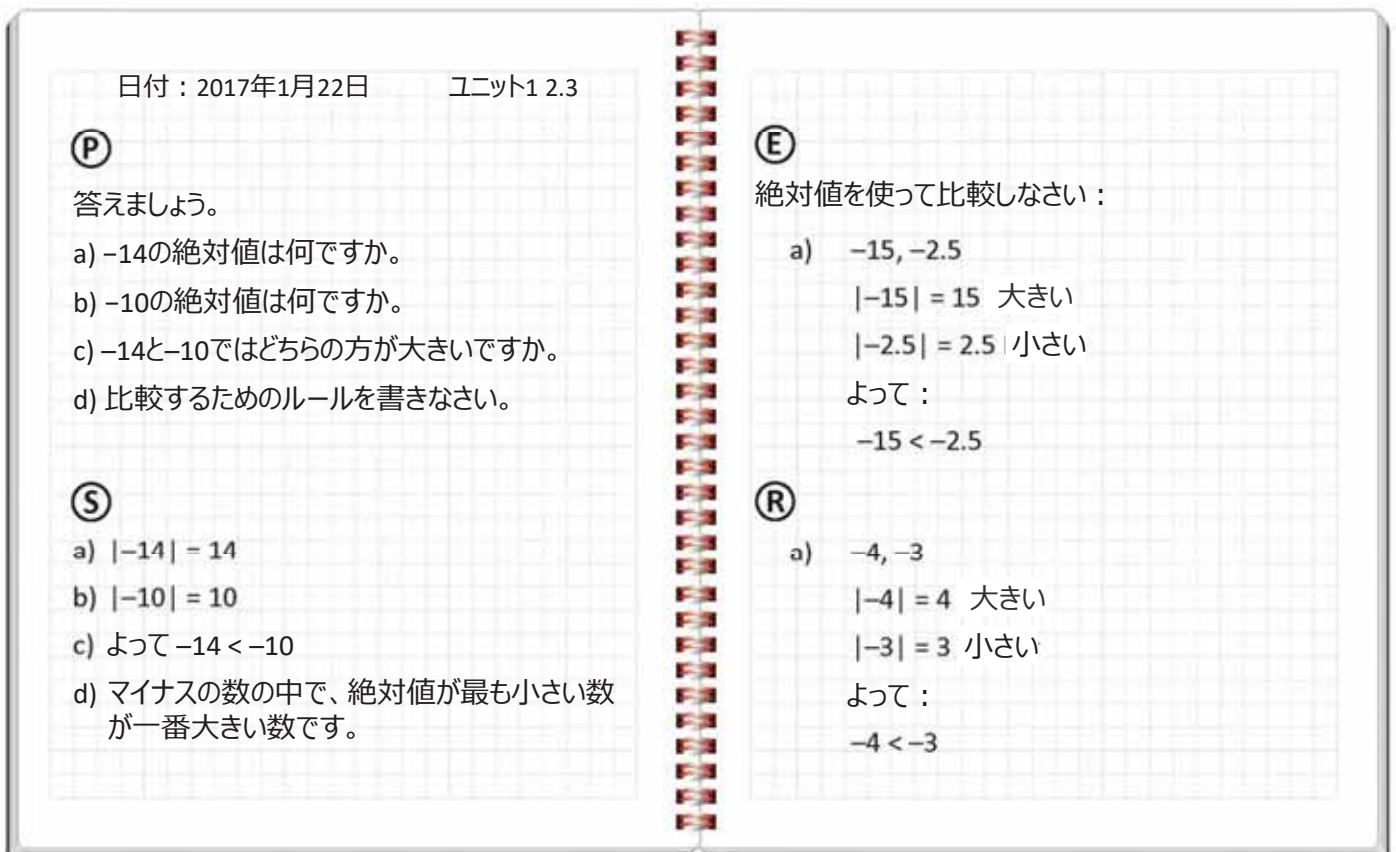 日付：2017年1月22日 ユニット1 2.3
Ⓟ
答えましょう。
a) –14の絶対値は何ですか。
b) –10の絶対値は何ですか。
c) –14と–10ではどちらの方が大きいですか。
d) 比較するためのルールを書きなさい。
Ⓢ
a) |–14| = 14
b) |–10| = 10
c) よって –14 < –10
d) マイナスの数の中で、絶対値が最も小さい数
が一番大きい数です。
Ⓔ
絶対値を使って比較しなさい：
a) –15, –2.5
|–15| = 15 大きい
|–2.5| = 2.5 小さい
よって：
–15 < –2.5
Ⓡ
a) –4, –3
|–4| = 4 大きい
|–3| = 3 小さい
よって：
–4 < –3